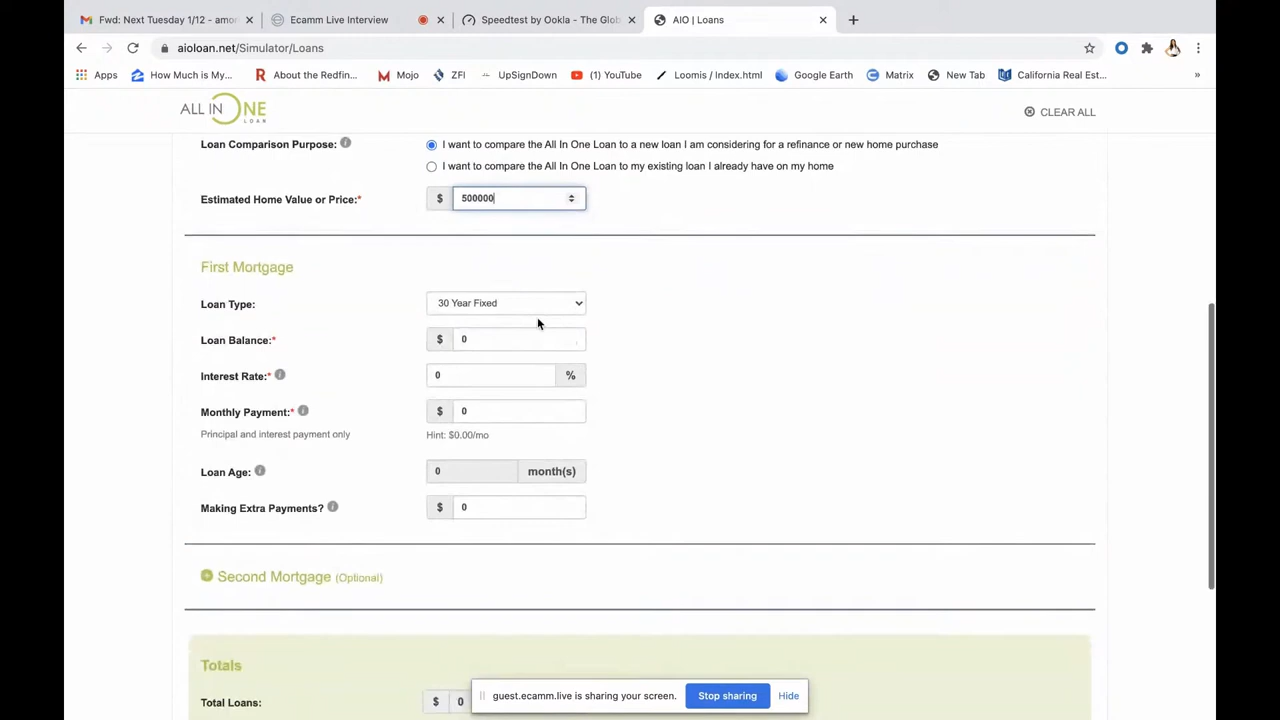 Fwd: Next Tuesday 1/12 - amor
Ecamm Live Interview
Speedtest by Ookla - The Glob
AIO | Loans
aioloan.net/Simulator/Loans
Apps
How Much is My...
About the Redfin...
Mojo
ZFI
UpSignDown
(1) YouTube
Loomis / Index.html
Google Earth
Matrix
New Tab
California Real Est...
»
ALL IN ONE
LOAN
CLEAR ALL
Loan Comparison Purpose:
I want to compare the All In One Loan to a new loan I am considering for a refinance or new home purchase
I want to compare the All In One Loan to my existing loan I already have on my home
Estimated Home Value or Price:* $ 500000
First Mortgage
Loan Type: 30 Year Fixed
Loan Balance:* $ 0
Interest Rate:* 0 %
Monthly Payment:* $ 0
Principal and interest payment only Hint: $0.00/mo
Loan Age: 0 month(s)
Making Extra Payments? $ 0
Second Mortgage (Optional)
Totals
Total Loans: $ 0
guest.ecamm.live is sharing your screen. Stop sharing Hide